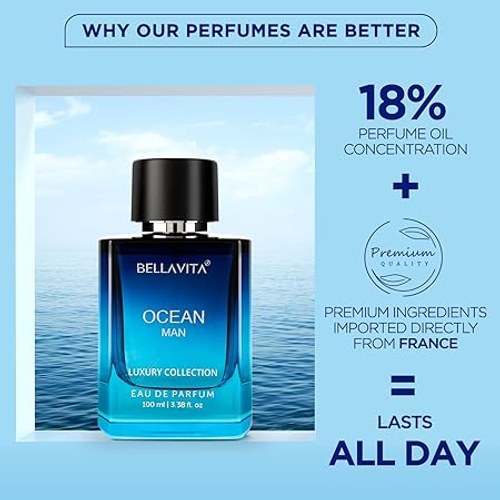 WHY OUR PERFUMES ARE BETTER
18%
PERFUME OIL
CONCENTRATION
+
Premium
QUALITY
PREMIUM INGREDIENTS
IMPORTED DIRECTLY
FROM FRANCE
=
LASTS
ALL DAY
BELLAVITA
OCEAN
MAN
LUXURY COLLECTION
EAU DE PARFUM
100 ml | 3.38 fl. oz